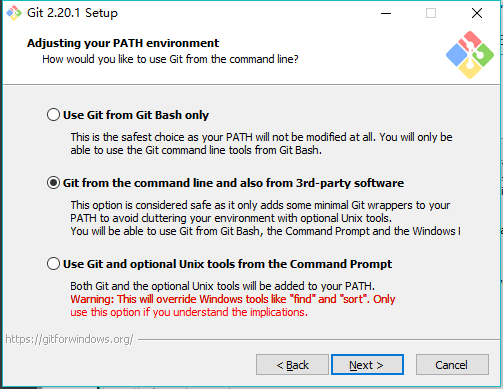 Git 2.20.1 Setup
Adjusting your PATH environment
How would you like to use Git from the command line?
Use Git from Git Bash only
This is the safest choice as your PATH will not be modified at all. You will only be
able to use the Git command line tools from Git Bash.
Git from the command line and also from 3rd-party software
This option is considered safe as it only adds some minimal Git wrappers to your
PATH to avoid cluttering your environment with optional Unix tools.
You will be able to use Git from Git Bash, the Command Prompt and the Windows
Use Git and optional Unix tools from the Command Prompt
Both Git and the optional Unix tools will be added to your PATH.
Warning: This will override Windows tools like "find" and "sort". Only
use this option if you understand the implications.
https://gitforwindows.org/
< Back
Next >
Cancel